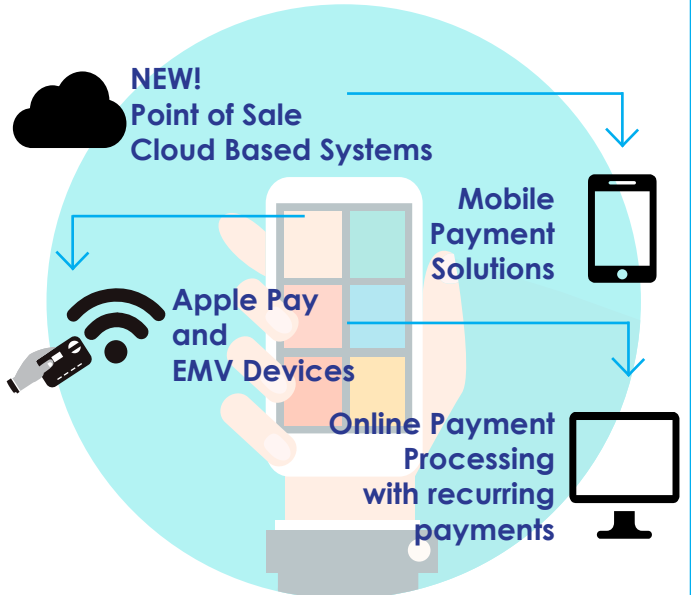 NEW!
Point of Sale
Cloud Based Systems
Mobile
Payment
Solutions
Apple Pay
and
EMV Devices
Online Payment
Processing
with recurring
payments